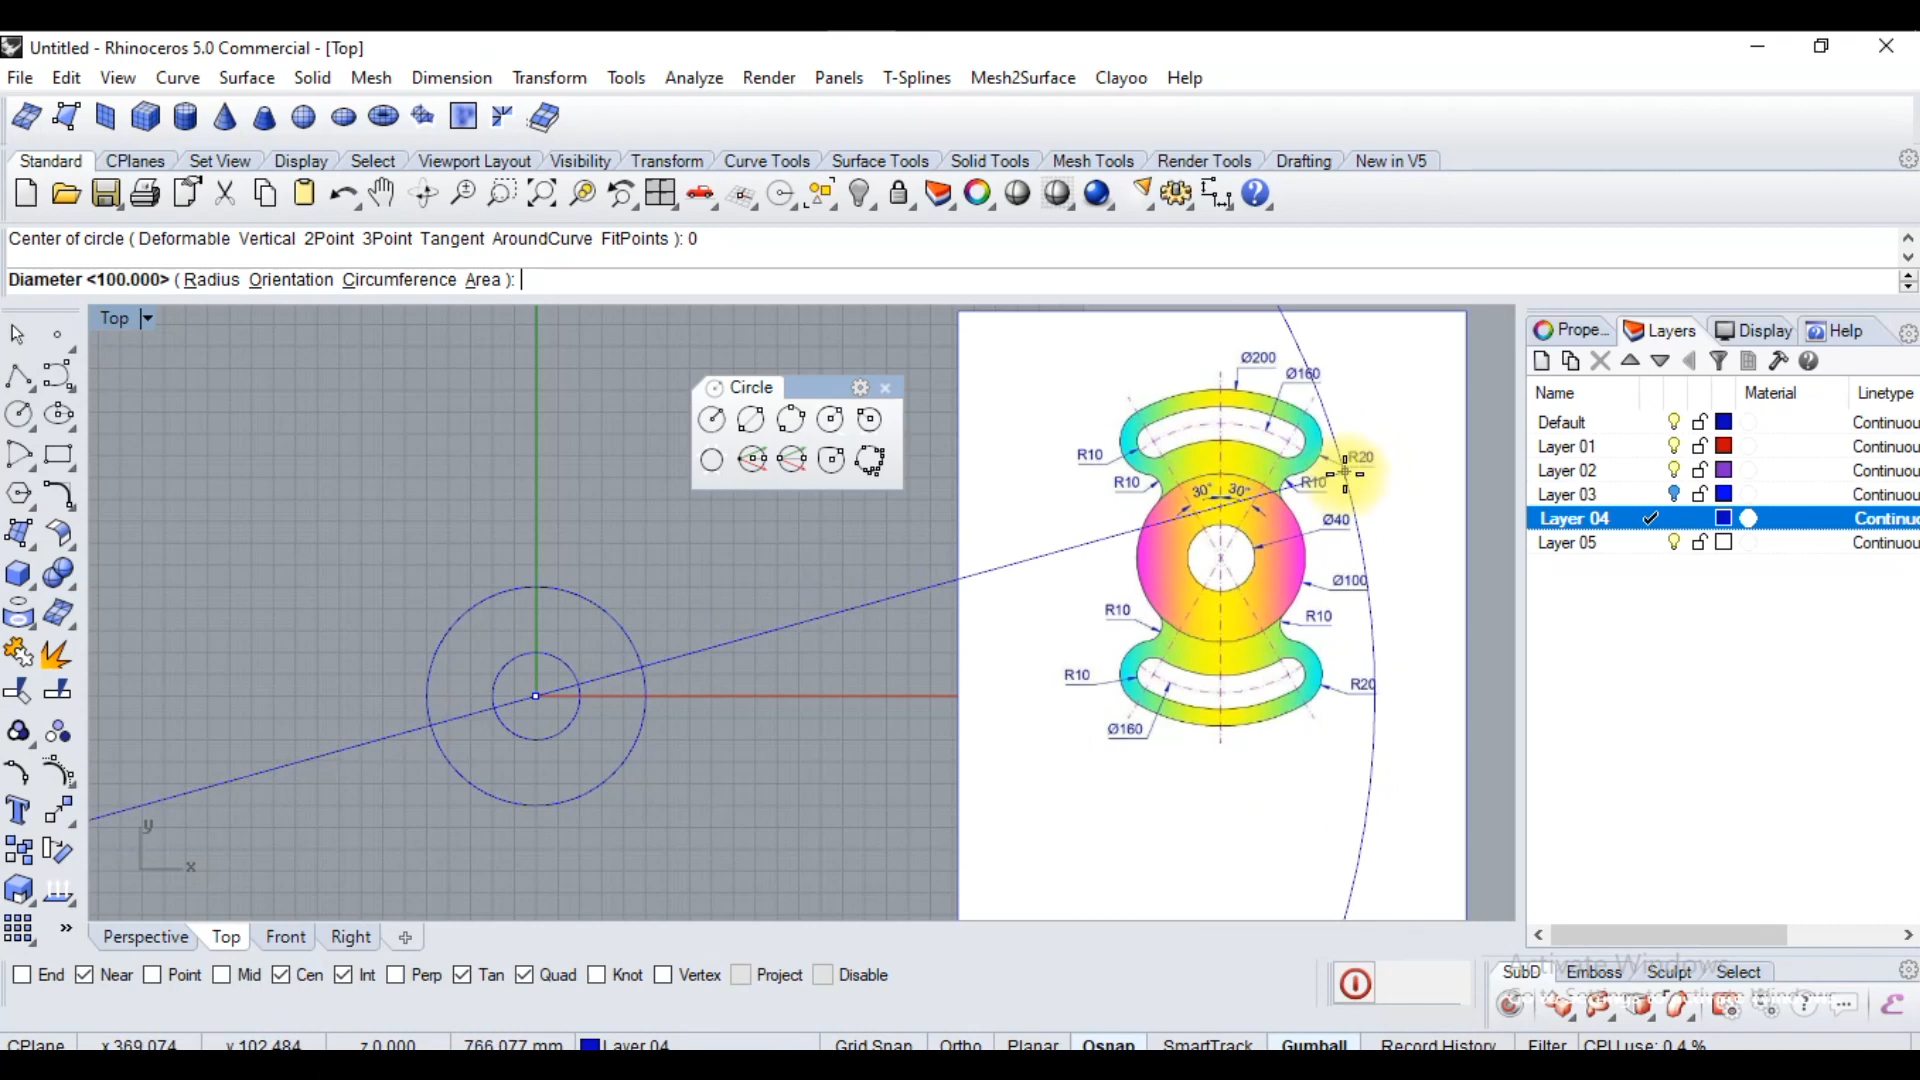 Untitled - Rhinoceros 5.0 Commercial - [Top]
File Edit View Curve Surface Solid Mesh Dimension Transform Tools Analyze Render Panels T-Splines Mesh2Surface Clayoo Help
Standard CPlanes Set View Display Select Viewport Layout Visibility Transform Curve Tools Surface Tools Solid Tools Mesh Tools Render Tools Drafting New in V5
Center of circle ( Deformable Vertical 2Point 3Point Tangent AroundCurve FitPoints ): 0
Diameter <100.000> ( Radius Orientation Circumference Area ):
Top
Circle
Ø200
Ø160
R10
R20
R10
R10
30° 30°
Ø40
Ø100
R10
R10
R10
R20
Ø160
y
x
Prope... Layers Display Help
Name Material Linetype
Default Continuou
Layer 01 Continuou
Layer 02 Continuou
Layer 03 Continuou
Layer 04 Continuo
Layer 05 Continuou
Perspective Top Front Right
End Near Point Mid Cen Int Perp Tan Quad Knot Vertex Project Disable
SubD Emboss Sculpt Select
Activate Windows
Go to Settings to activate Windows.
CPlane x 369.074 y 102.484 z 0.000 766.077 mm Layer 04 Grid Snap Ortho Planar Osnap SmartTrack Gumball Record History Filter CPU use: 0.4 %